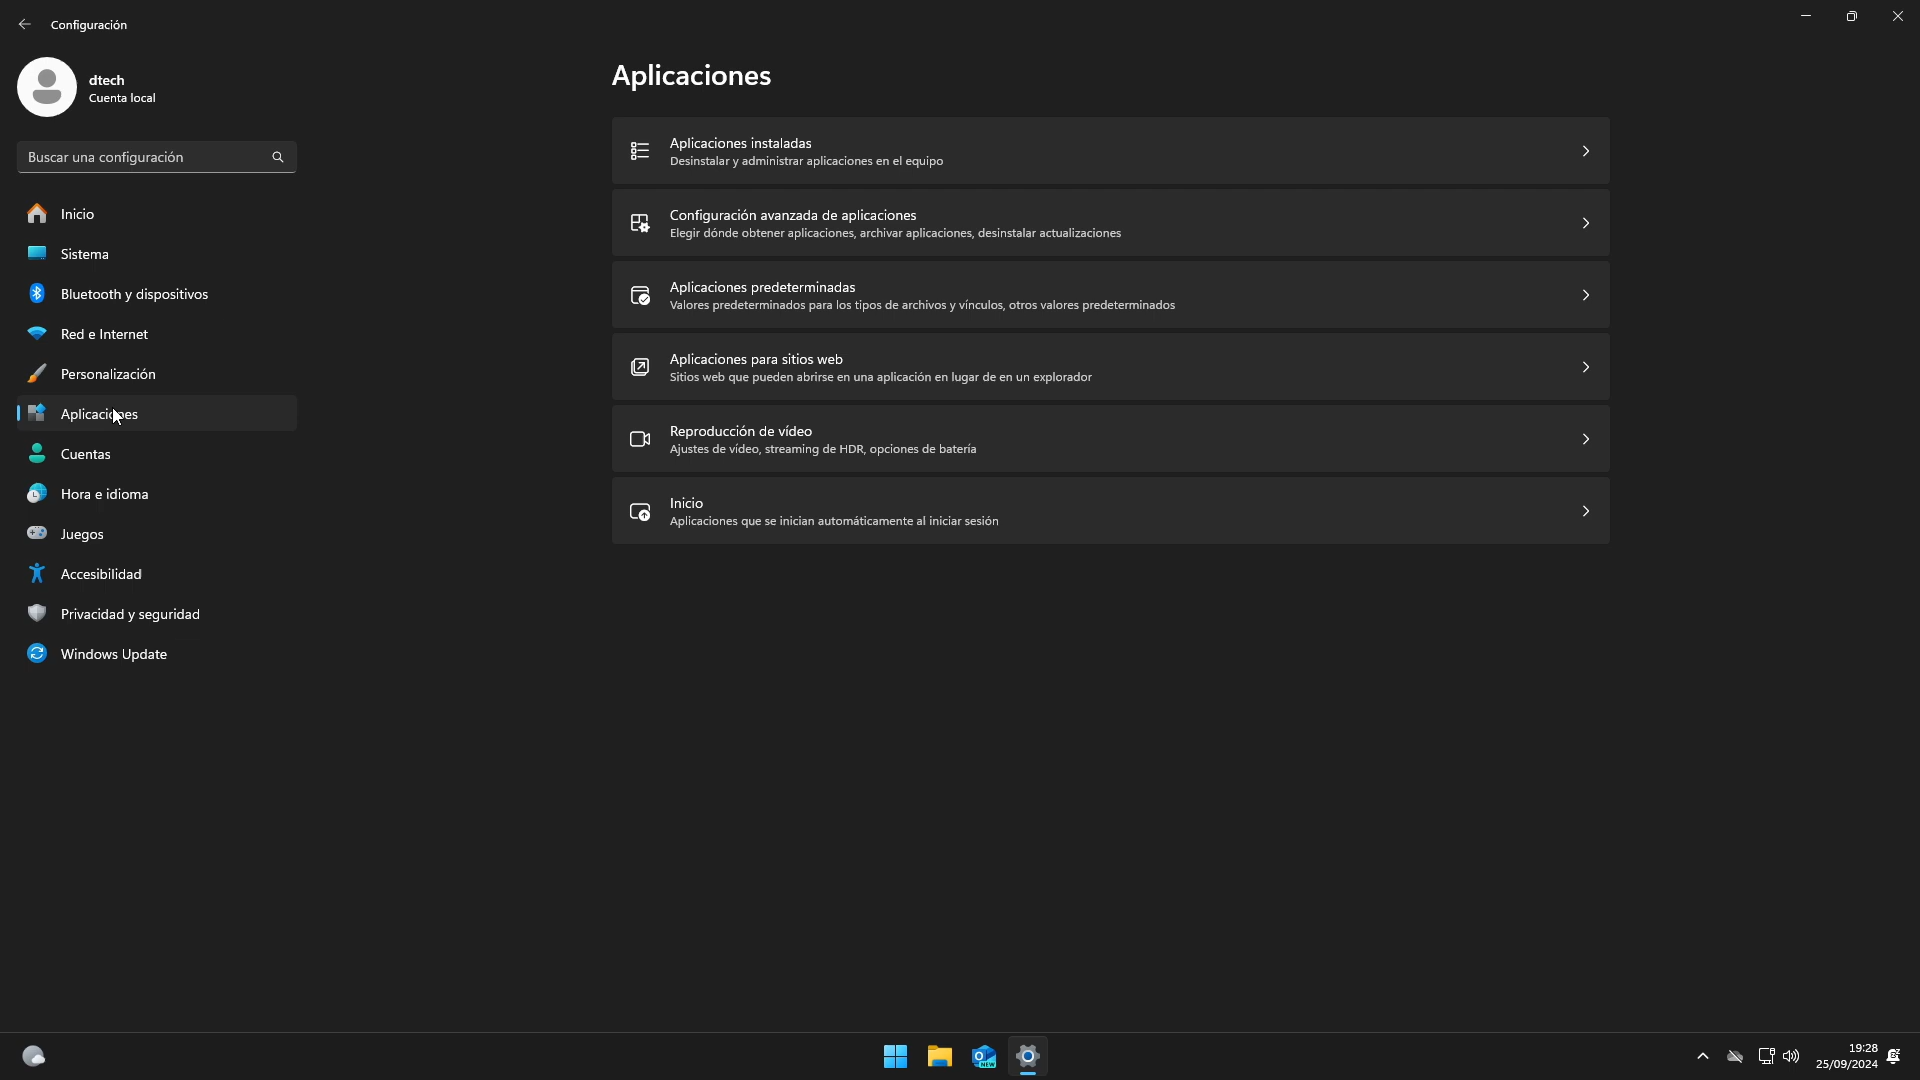 Configuración
dtech
Cuenta local
Buscar una configuración
Inicio
Sistema
Bluetooth y dispositivos
Red e Internet
Personalización
Aplicaciones
Cuentas
Hora e idioma
Juegos
Accesibilidad
Privacidad y seguridad
Windows Update
Aplicaciones
Aplicaciones instaladas
Desinstalar y administrar aplicaciones en el equipo
Configuración avanzada de aplicaciones
Elegir dónde obtener aplicaciones, archivar aplicaciones, desinstalar actualizaciones
Aplicaciones predeterminadas
Valores predeterminados para los tipos de archivos y vínculos, otros valores predeterminados
Aplicaciones para sitios web
Sitios web que pueden abrirse en una aplicación en lugar de en un explorador
Reproducción de vídeo
Ajustes de vídeo, streaming de HDR, opciones de batería
Inicio
Aplicaciones que se inician automáticamente al iniciar sesión
NEW
19:28
25/09/2024